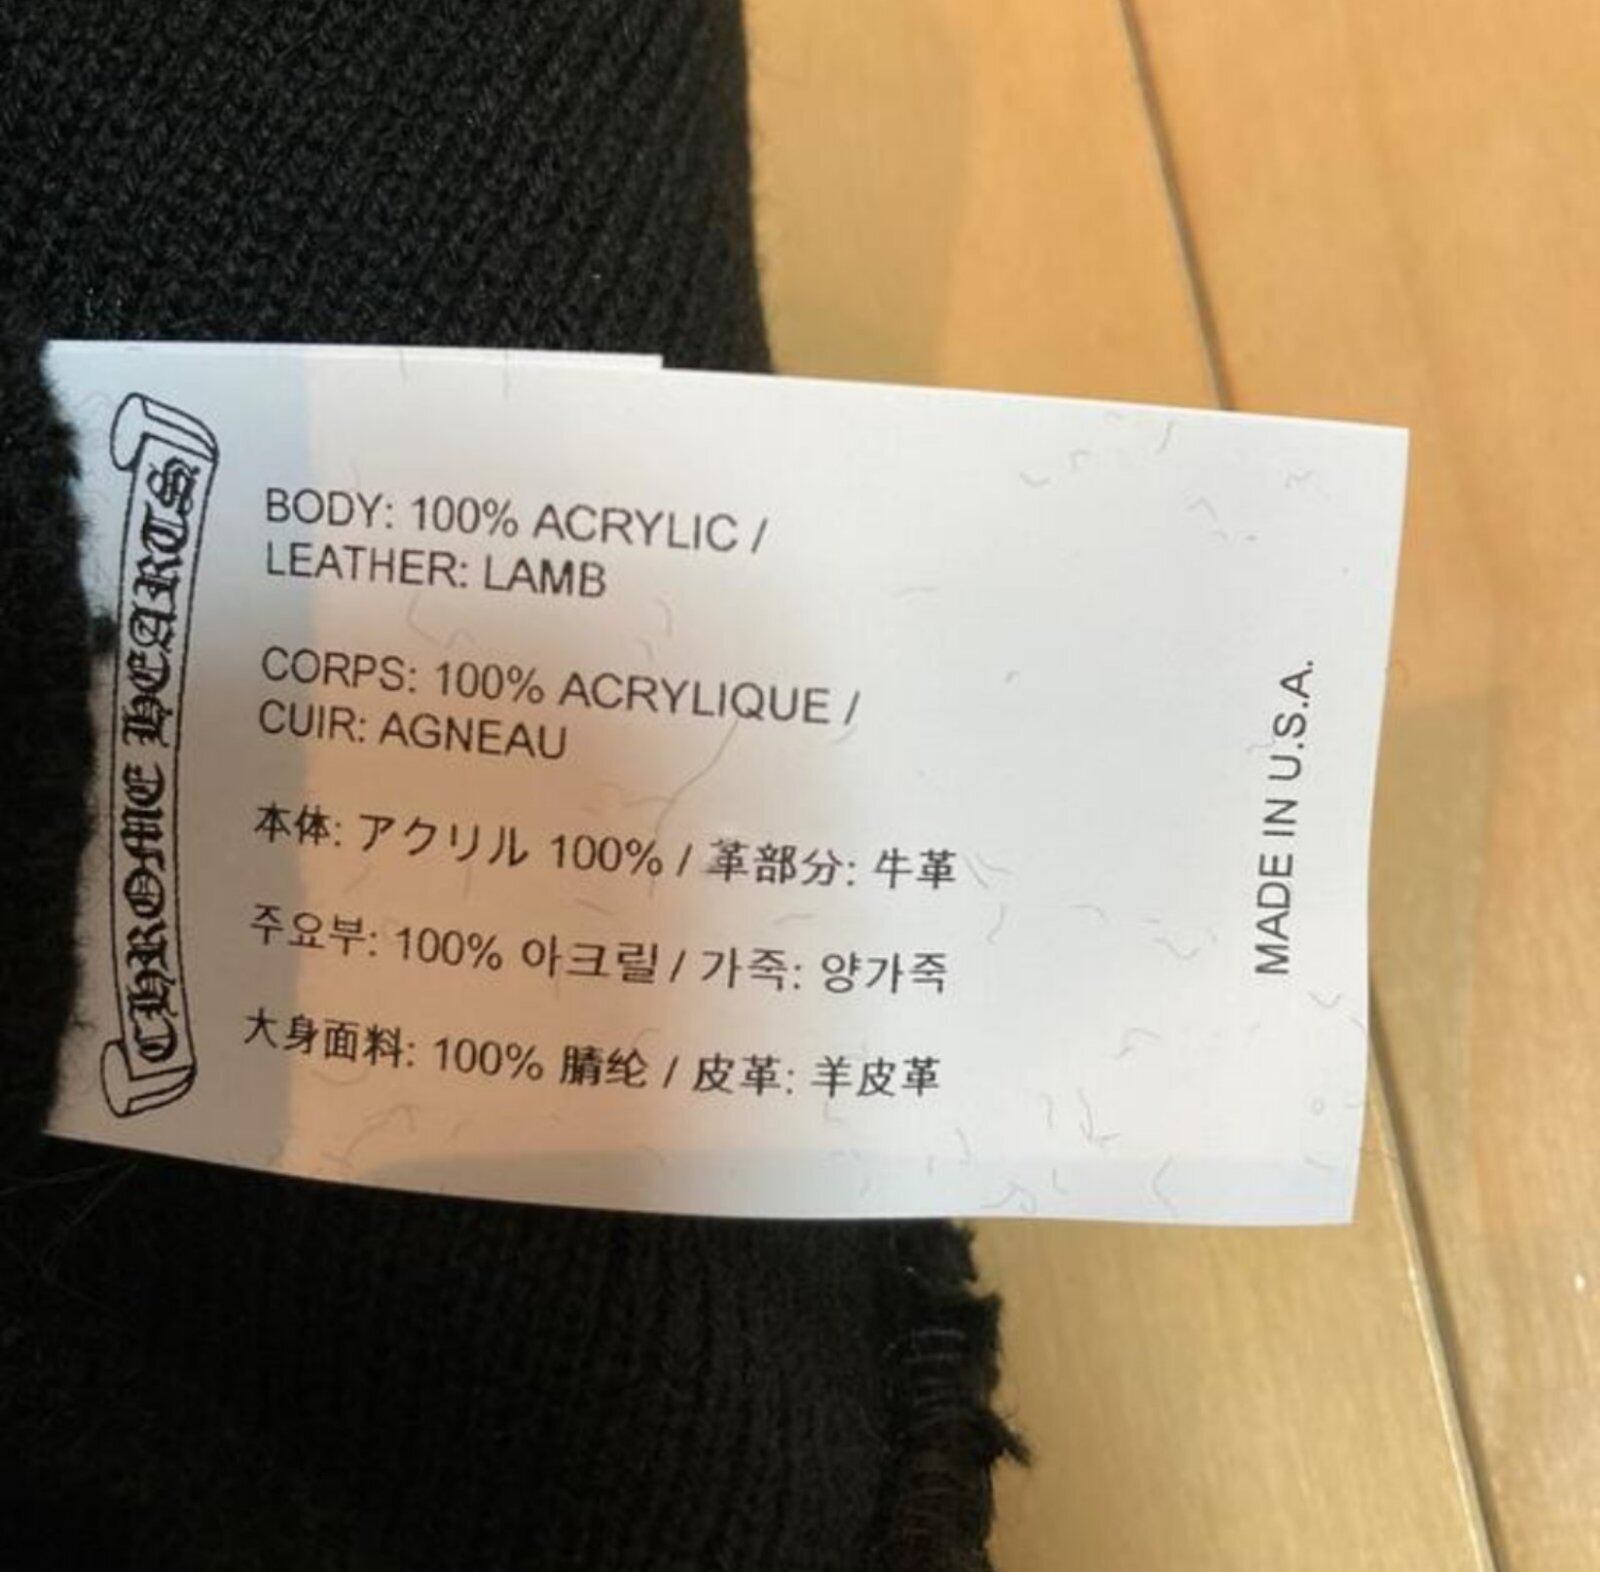 CHROME HEARTS
BODY: 100% ACRYLIC /
LEATHER: LAMB
CORPS: 100% ACRYLIQUE /
CUIR: AGNEAU
本体: アクリル 100% / 革部分: 牛革
주요부: 100% 아크릴 / 가죽: 양가죽
大身面料: 100% 腈纶 / 皮革: 羊皮革
MADE IN U.S.A.